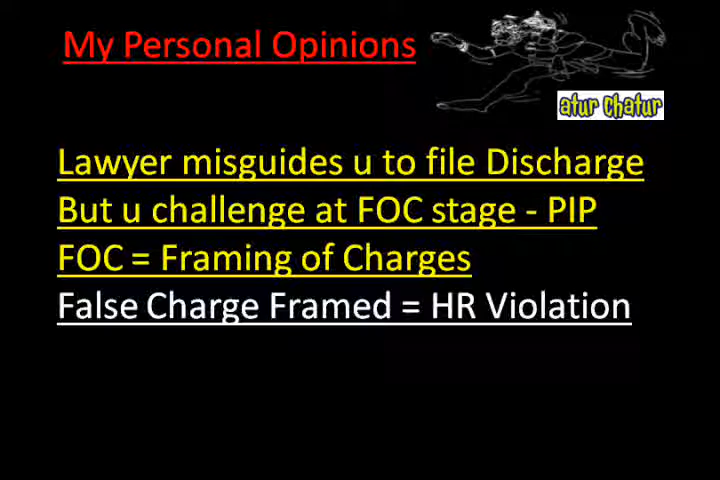 My Personal Opinions
atur chatur
Lawyer misguides u to file Discharge
But u challenge at FOC stage - PIP
FOC = Framing of Charges
False Charge Framed = HR Violation